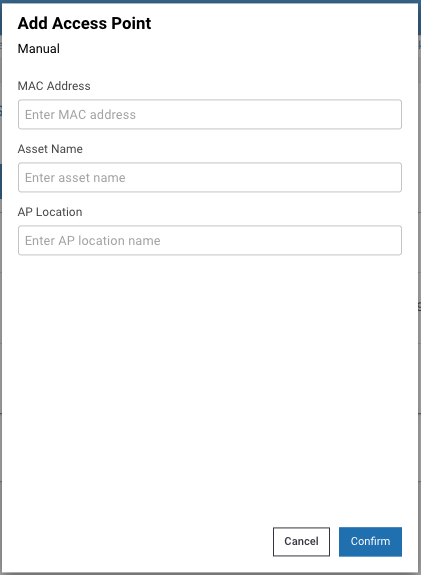 Add Access Point
Manual
MAC Address
Enter MAC address
Asset Name
Enter asset name
AP Location
Enter AP location name
Cancel Confirm